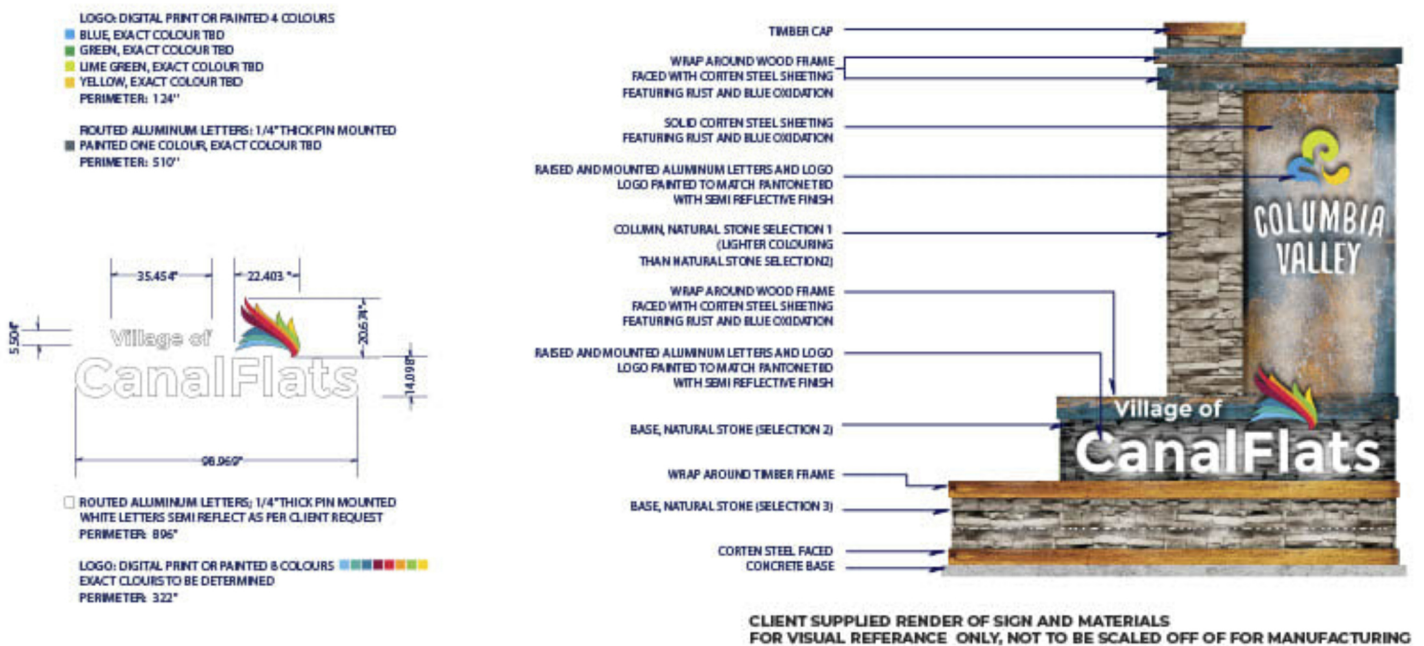 LOGO: DIGITAL PRINT OR PAINTED 4 COLOURS
BLUE, EXACT COLOUR TBD
GREEN, EXACT COLOUR TBD
LIME GREEN, EXACT COLOUR TBD
YELLOW, EXACT COLOUR TBD
PERIMETER: 124"
ROUTED ALUMINUM LETTERS: 1/4" THICK PIN MOUNTED
PAINTED ONE COLOUR, EXACT COLOUR TBD
PERIMETER: 510"
35.454"
22.403 "
5.504"
20.674"
14.098"
Village of
CanalFlats
98.969"
ROUTED ALUMINUM LETTERS; 1/4" THICK PIN MOUNTED
WHITE LETTERS SEMI REFLECT AS PER CLIENT REQUEST
PERIMETER: 896"
LOGO: DIGITAL PRINT OR PAINTED 8 COLOURS
EXACT CLOURS TO BE DETERMINED
PERIMETER: 322"
TIMBER CAP
WRAP AROUND WOOD FRAME
FACED WITH CORTEN STEEL SHEETING
FEATURING RUST AND BLUE OXIDATION
SOLID CORTEN STEEL SHEETING
FEATURING RUST AND BLUE OXIDATION
RAISED AND MOUNTED ALUMINUM LETTERS AND LOGO
LOGO PAINTED TO MATCH PANTONE TBD
WITH SEMI REFLECTIVE FINISH
COLUMN, NATURAL STONE SELECTION 1
(LIGHTER COLOURING
THAN NATURAL STONE SELECTION2)
WRAP AROUND WOOD FRAME
FACED WITH CORTEN STEEL SHEETING
FEATURING RUST AND BLUE OXIDATION
RAISED AND MOUNTED ALUMINUM LETTERS AND LOGO
LOGO PAINTED TO MATCH PANTONE TBD
WITH SEMI REFLECTIVE FINISH
BASE, NATURAL STONE (SELECTION 2)
WRAP AROUND TIMBER FRAME
BASE, NATURAL STONE (SELECTION 3)
CORTEN STEEL FACED
CONCRETE BASE
COLUMBIA
VALLEY
Village of
CanalFlats
CLIENT SUPPLIED RENDER OF SIGN AND MATERIALS
FOR VISUAL REFERANCE ONLY, NOT TO BE SCALED OFF OF FOR MANUFACTURING